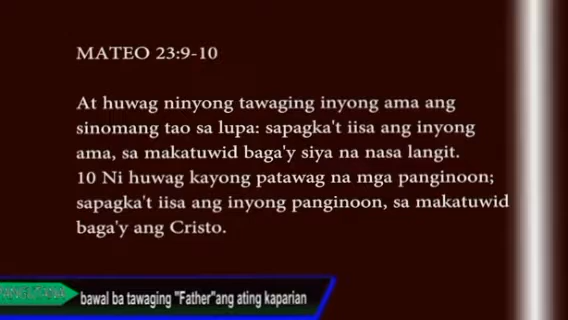 MATEO 23:9-10
At huwag ninyong tawaging inyong ama ang
sinomang tao sa lupa: sapagka't iisa ang inyong
ama, sa makatuwid baga'y siya na nasa langit.
10 Ni huwag kayong patawag na mga panginoon;
sapagka't iisa ang inyong panginoon, sa makatuwid
baga'y ang Cristo.
bawal ba tawaging "Father"ang ating kaparian